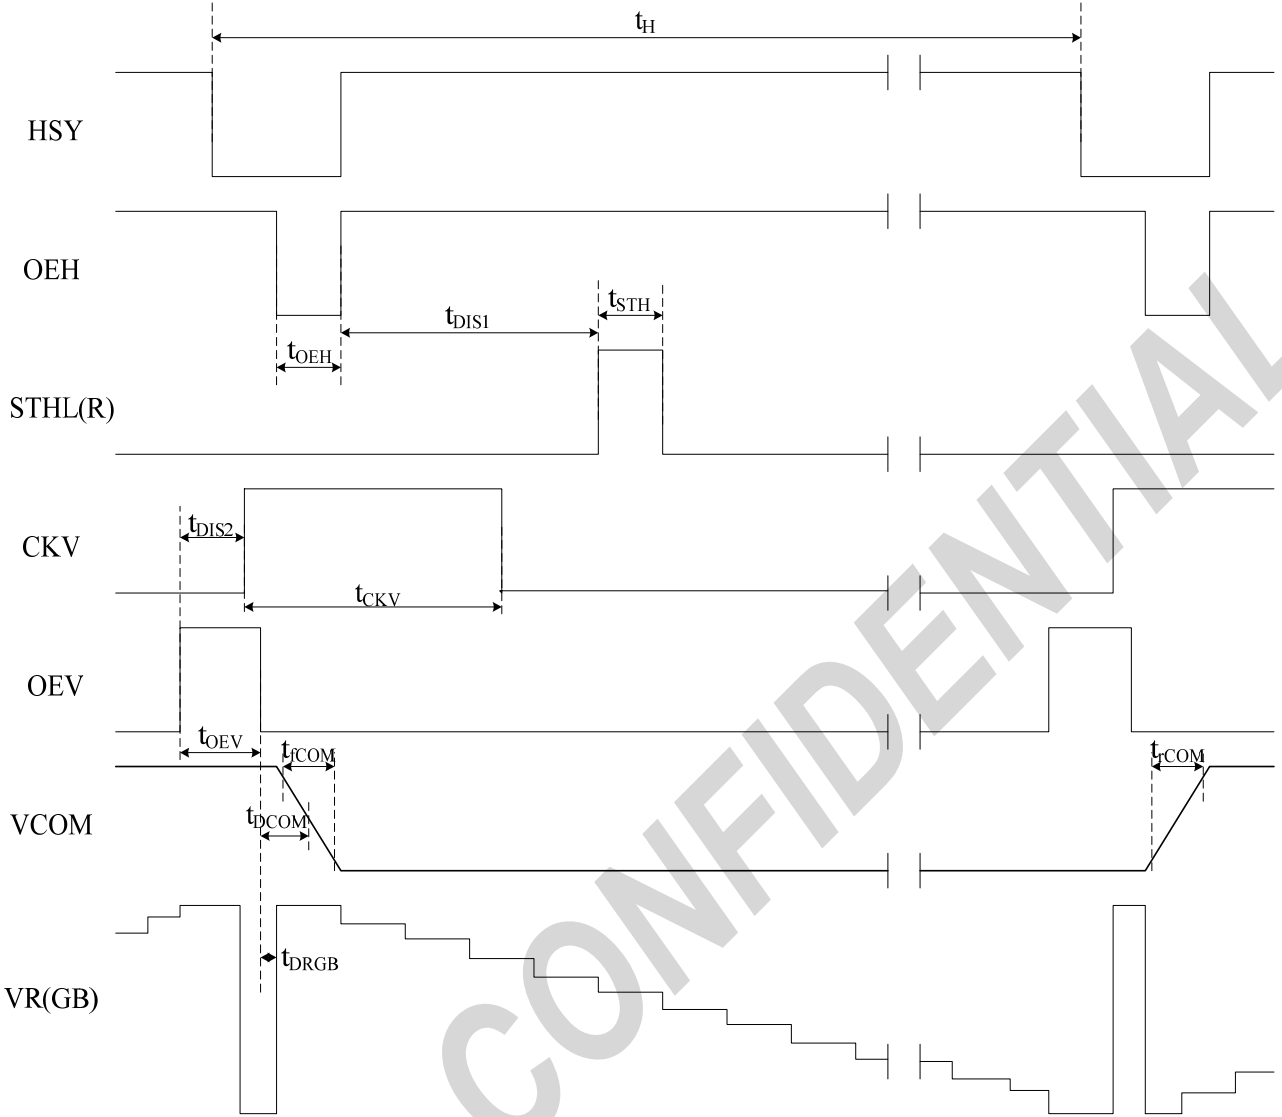 tH
HSY
OEH
tSTH
tDIS1
tOEH
STHL(R)
tDIS2
CKV
tCKV
OEV
tOEV
tfCOM
trCOM
tDCOM
VCOM
tDRGB
VR(GB)
CONFIDENTIAL